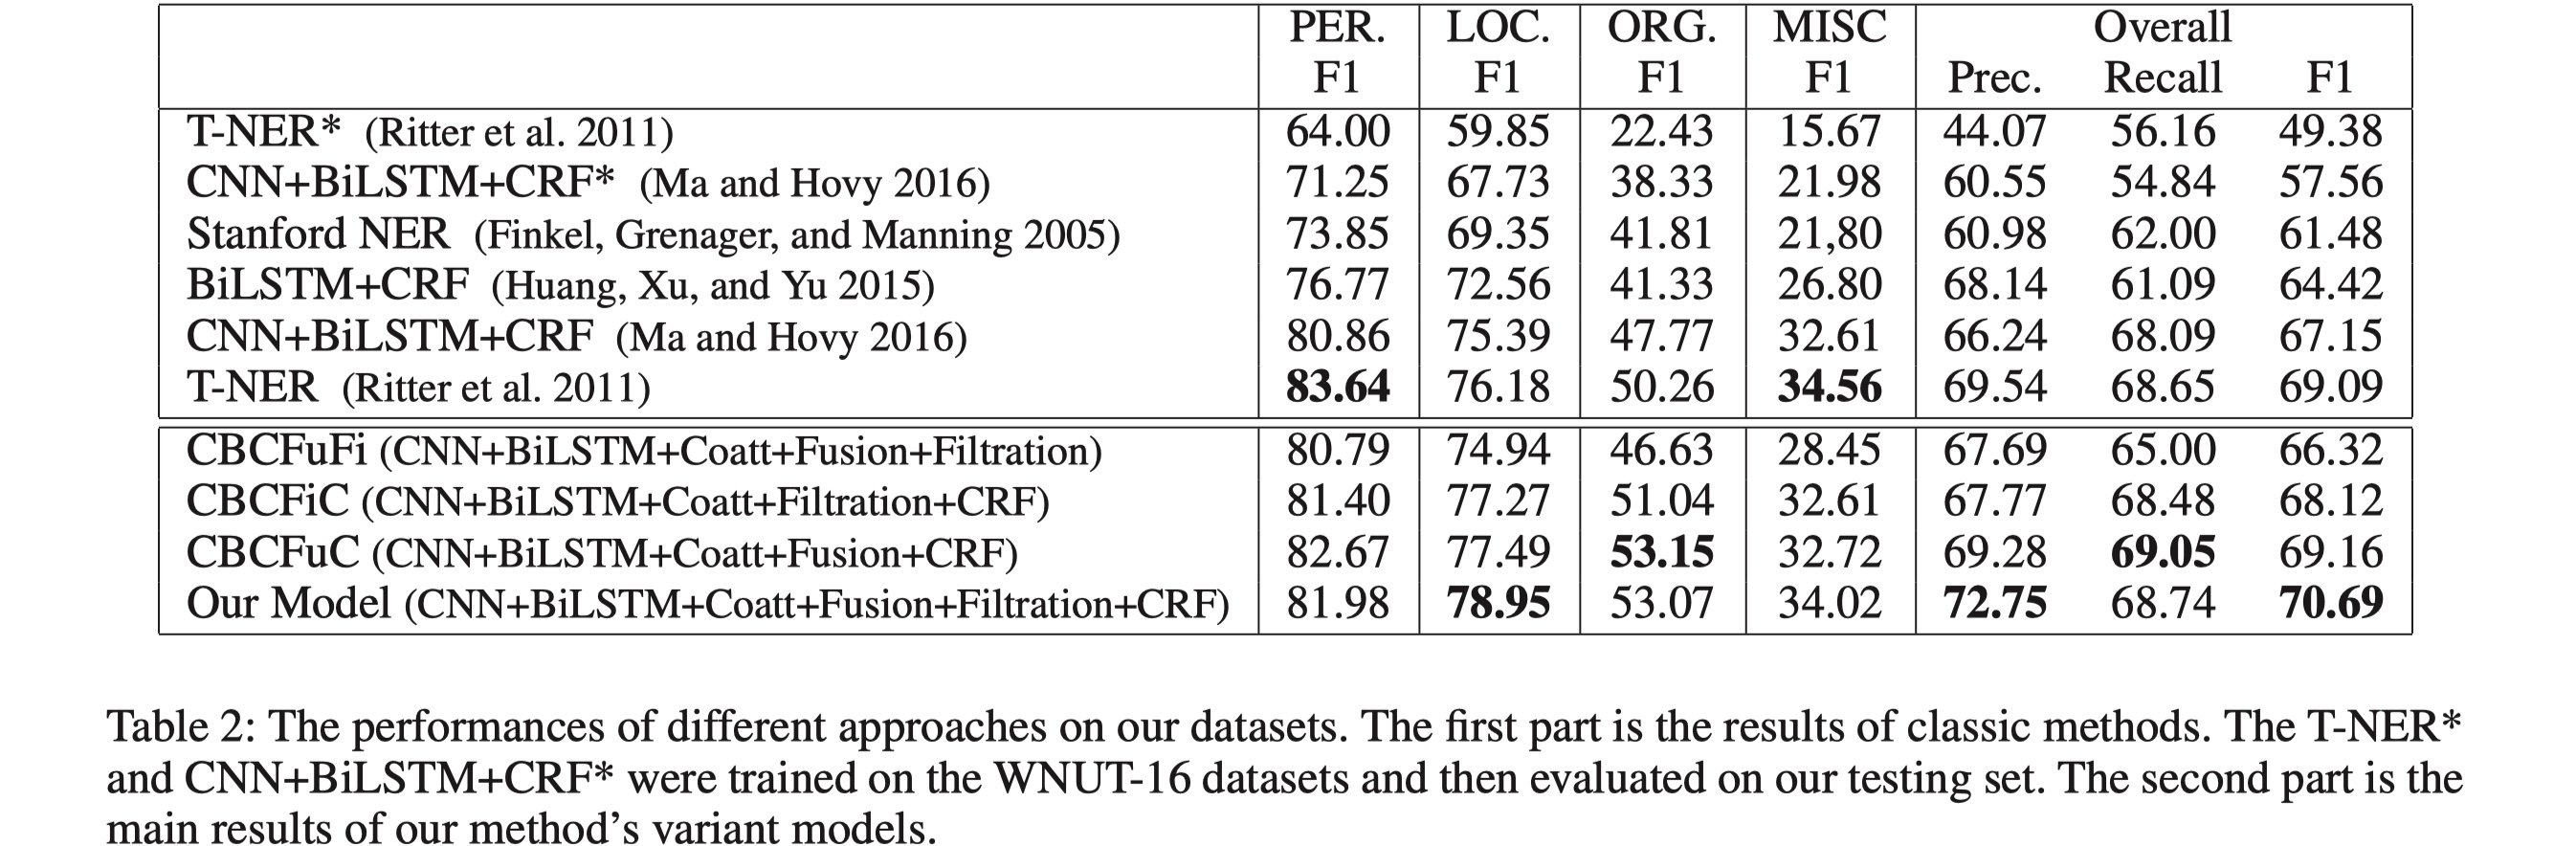 PER. LOC. ORG. MISC Overall
F1 F1 F1 F1 Prec. Recall F1
T-NER* (Ritter et al. 2011) 64.00 59.85 22.43 15.67 44.07 56.16 49.38
CNN+BiLSTM+CRF* (Ma and Hovy 2016) 71.25 67.73 38.33 21.98 60.55 54.84 57.56
Stanford NER (Finkel, Grenager, and Manning 2005) 73.85 69.35 41.81 21,80 60.98 62.00 61.48
BiLSTM+CRF (Huang, Xu, and Yu 2015) 76.77 72.56 41.33 26.80 68.14 61.09 64.42
CNN+BiLSTM+CRF (Ma and Hovy 2016) 80.86 75.39 47.77 32.61 66.24 68.09 67.15
T-NER (Ritter et al. 2011) 83.64 76.18 50.26 34.56 69.54 68.65 69.09
CBCFuFi (CNN+BiLSTM+Coatt+Fusion+Filtration) 80.79 74.94 46.63 28.45 67.69 65.00 66.32
CBCFiC (CNN+BiLSTM+Coatt+Filtration+CRF) 81.40 77.27 51.04 32.61 67.77 68.48 68.12
CBCFuC (CNN+BiLSTM+Coatt+Fusion+CRF) 82.67 77.49 53.15 32.72 69.28 69.05 69.16
Our Model (CNN+BiLSTM+Coatt+Fusion+Filtration+CRF) 81.98 78.95 53.07 34.02 72.75 68.74 70.69
Table 2: The performances of different approaches on our datasets. The first part is the results of classic methods. The T-NER*
and CNN+BiLSTM+CRF* were trained on the WNUT-16 datasets and then evaluated on our testing set. The second part is the
main results of our method's variant models.